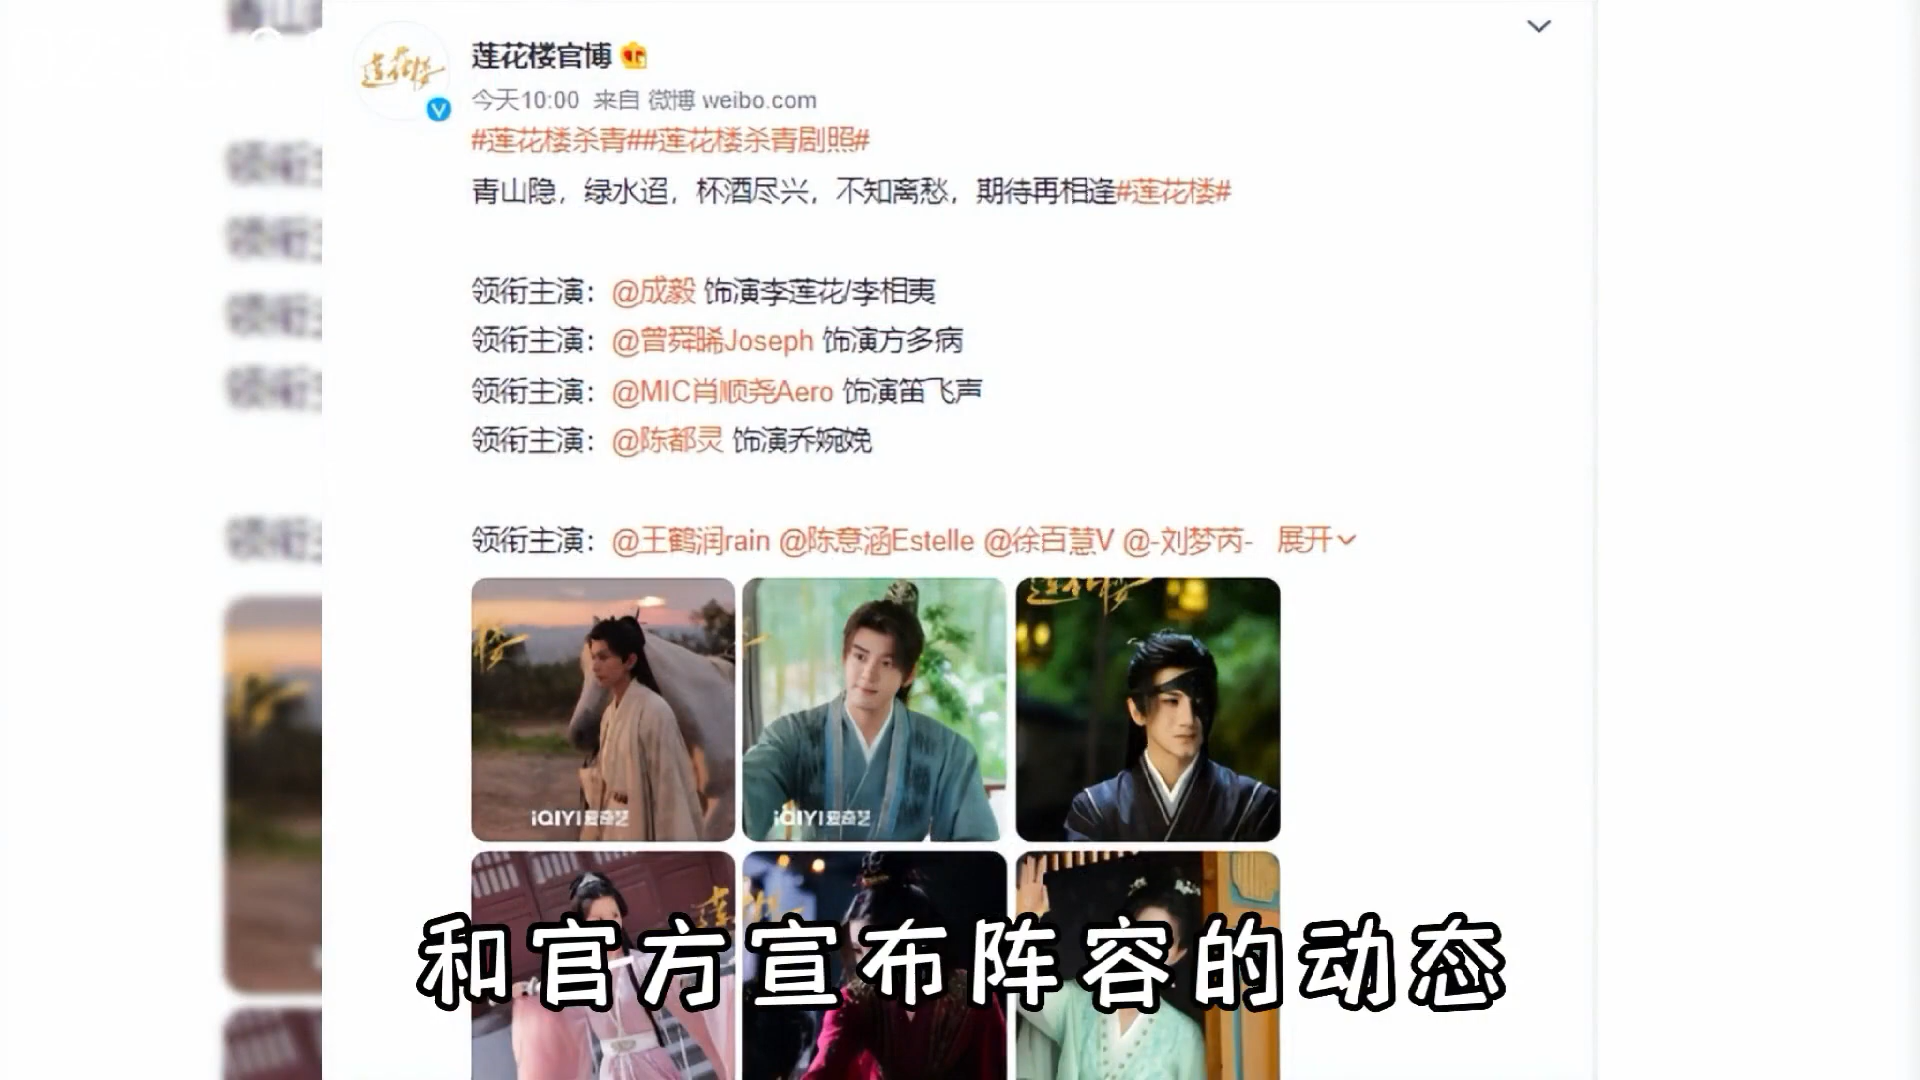 莲花楼官博
今天10:00 来自 微博 weibo.com
#莲花楼杀青##莲花楼杀青剧照#
青山隐，绿水迢，杯酒尽兴，不知离愁，期待再相逢#莲花楼#
领衔主演：@成毅 饰演李莲花/李相夷
领衔主演：@曾舜晞Joseph 饰演方多病
领衔主演：@MIC肖顺尧Aero 饰演笛飞声
领衔主演：@陈都灵 饰演乔婉娩
领衔主演：@王鹤润rain @陈意涵Estelle @徐百慧V @-刘梦芮- 展开
iQIYI爱奇艺
iQIYI爱奇艺
和官方宣布阵容的动态